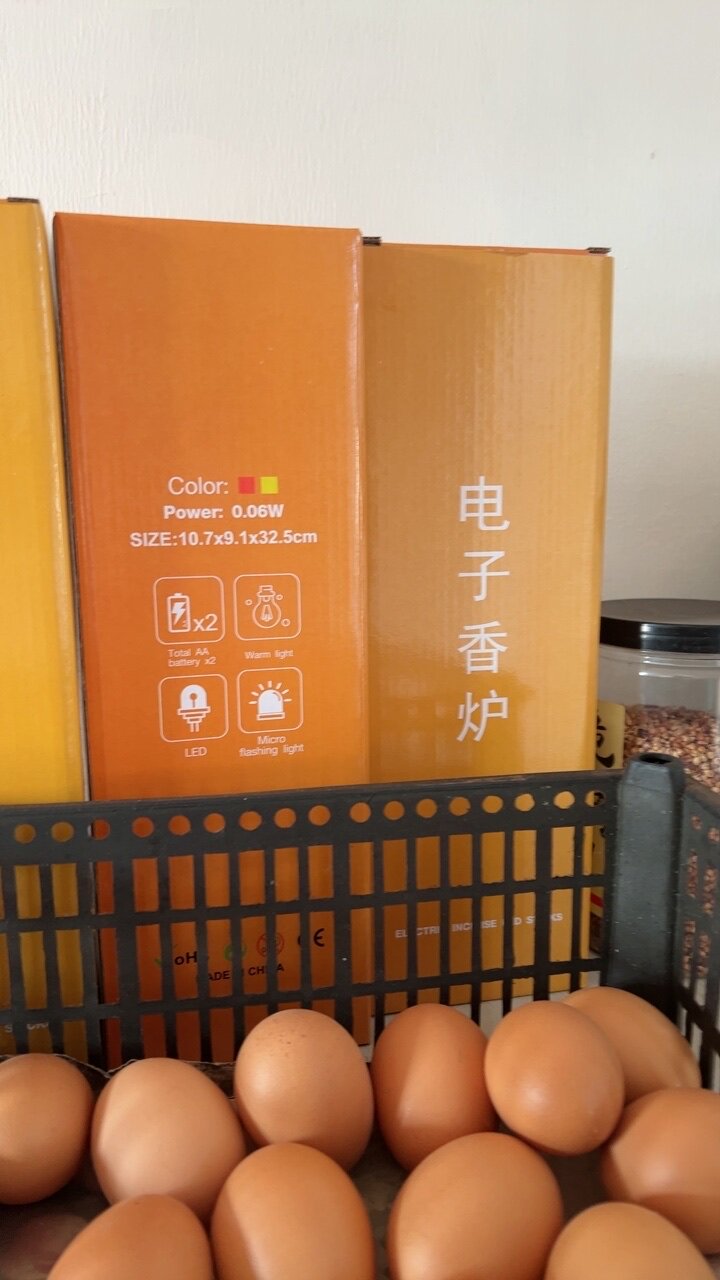 Color:
Power: 0.06W
SIZE:10.7x9.1x32.5cm
x2
Total AA
battery x2
Warm light
LED
Micro
flashing light
CE
MADE IN CHINA
电子香炉